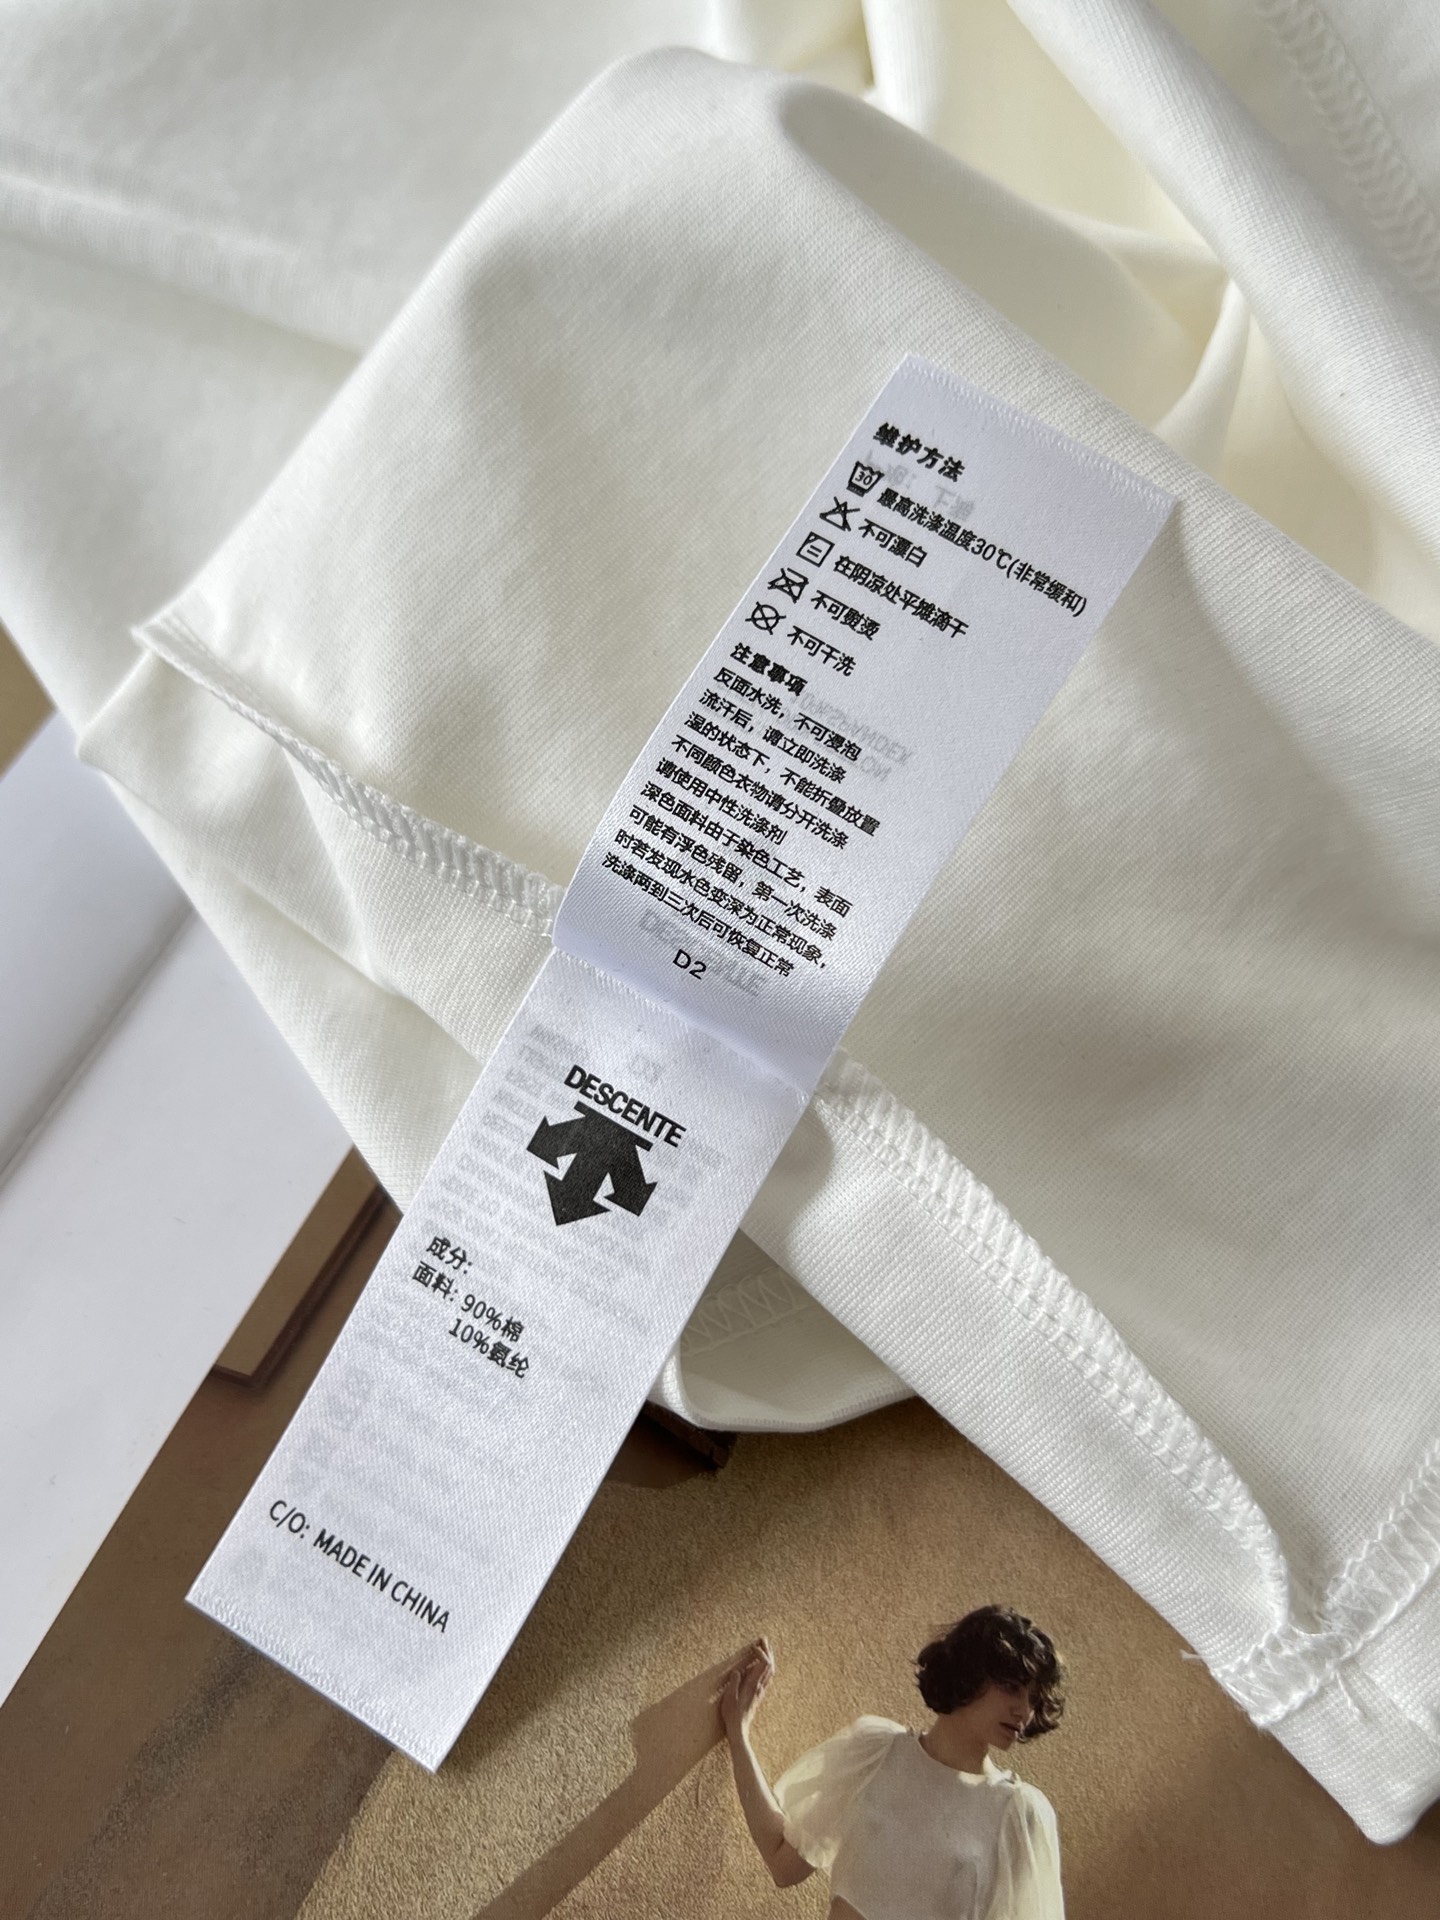 维护方法
30 最高洗涤温度30℃(非常缓和)
不可漂白
在阴凉处平摊滴干
不可熨烫
不可干洗
注意事项
反面水洗，不可浸泡
流汗后，请立即洗涤
湿的状态下，不能折叠放置
不同颜色衣物请分开洗涤
请使用中性洗涤剂
深色面料由于染色工艺，表面
可能有浮色残留，第一次洗涤
时若发现水色变深为正常现象，
洗涤两到三次后可恢复正常
D2
DESCENTE
成分:
面料: 90%棉
10%氨纶
C/O: MADE IN CHINA